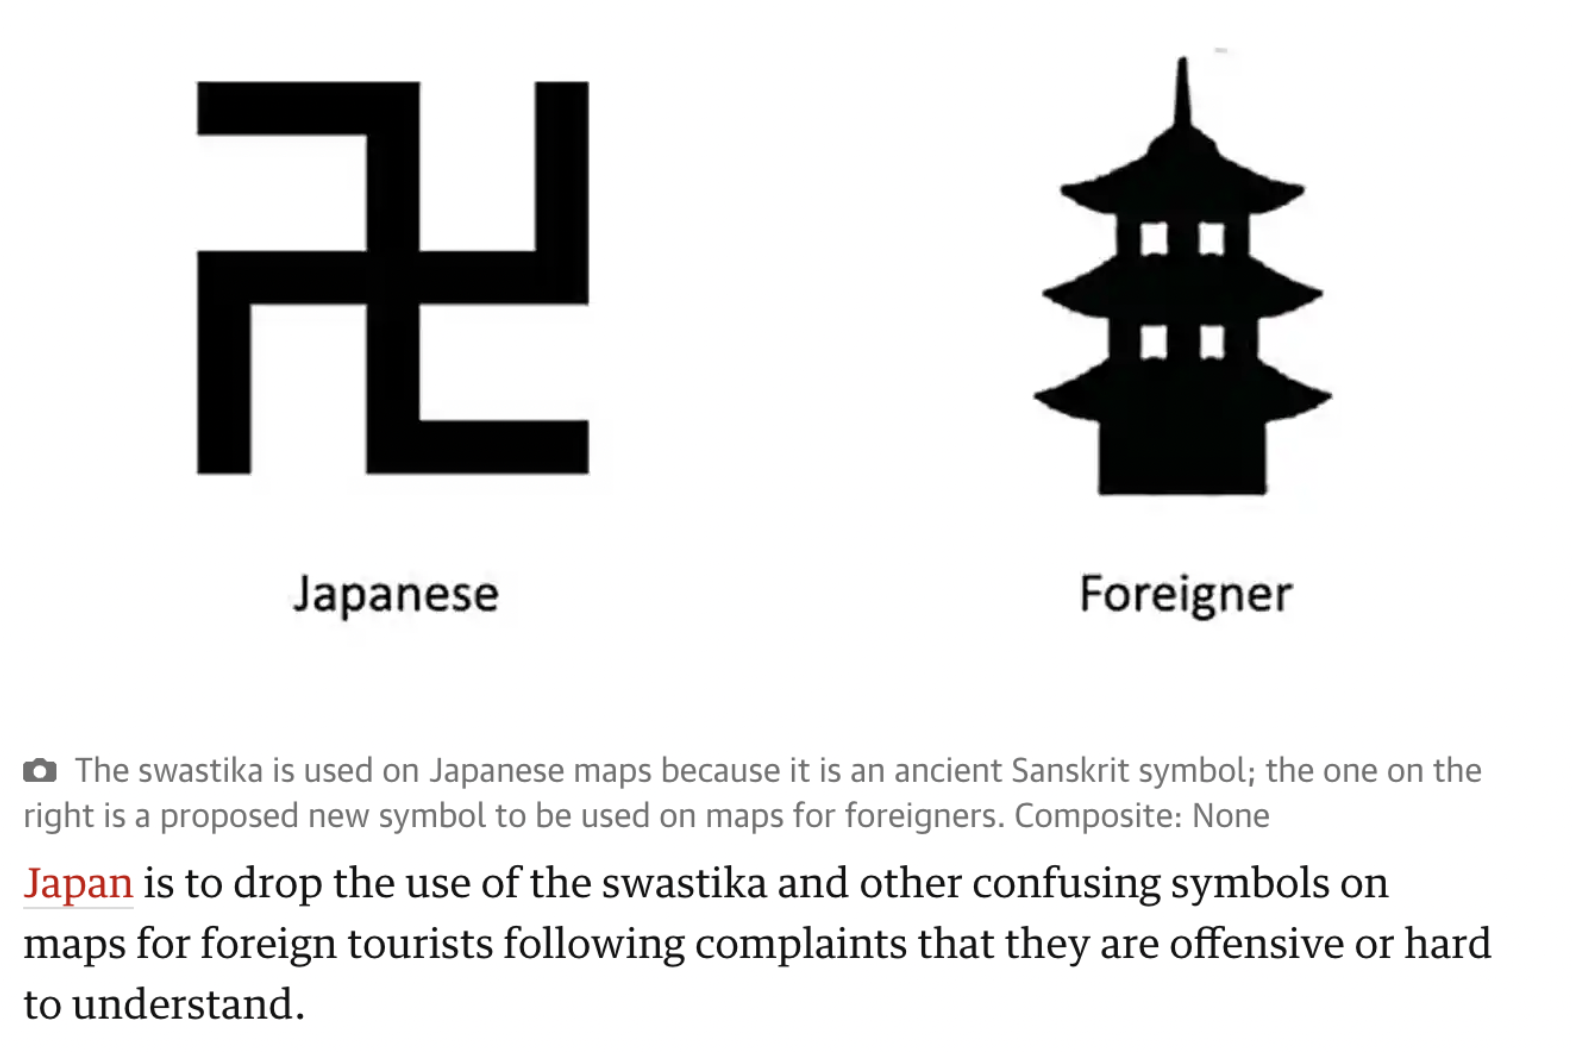 Japanese
Foreigner
The swastika is used on Japanese maps because it is an ancient Sanskrit symbol; the one on the
right is a proposed new symbol to be used on maps for foreigners. Composite: None
Japan is to drop the use of the swastika and other confusing symbols on
maps for foreign tourists following complaints that they are offensive or hard
to understand.